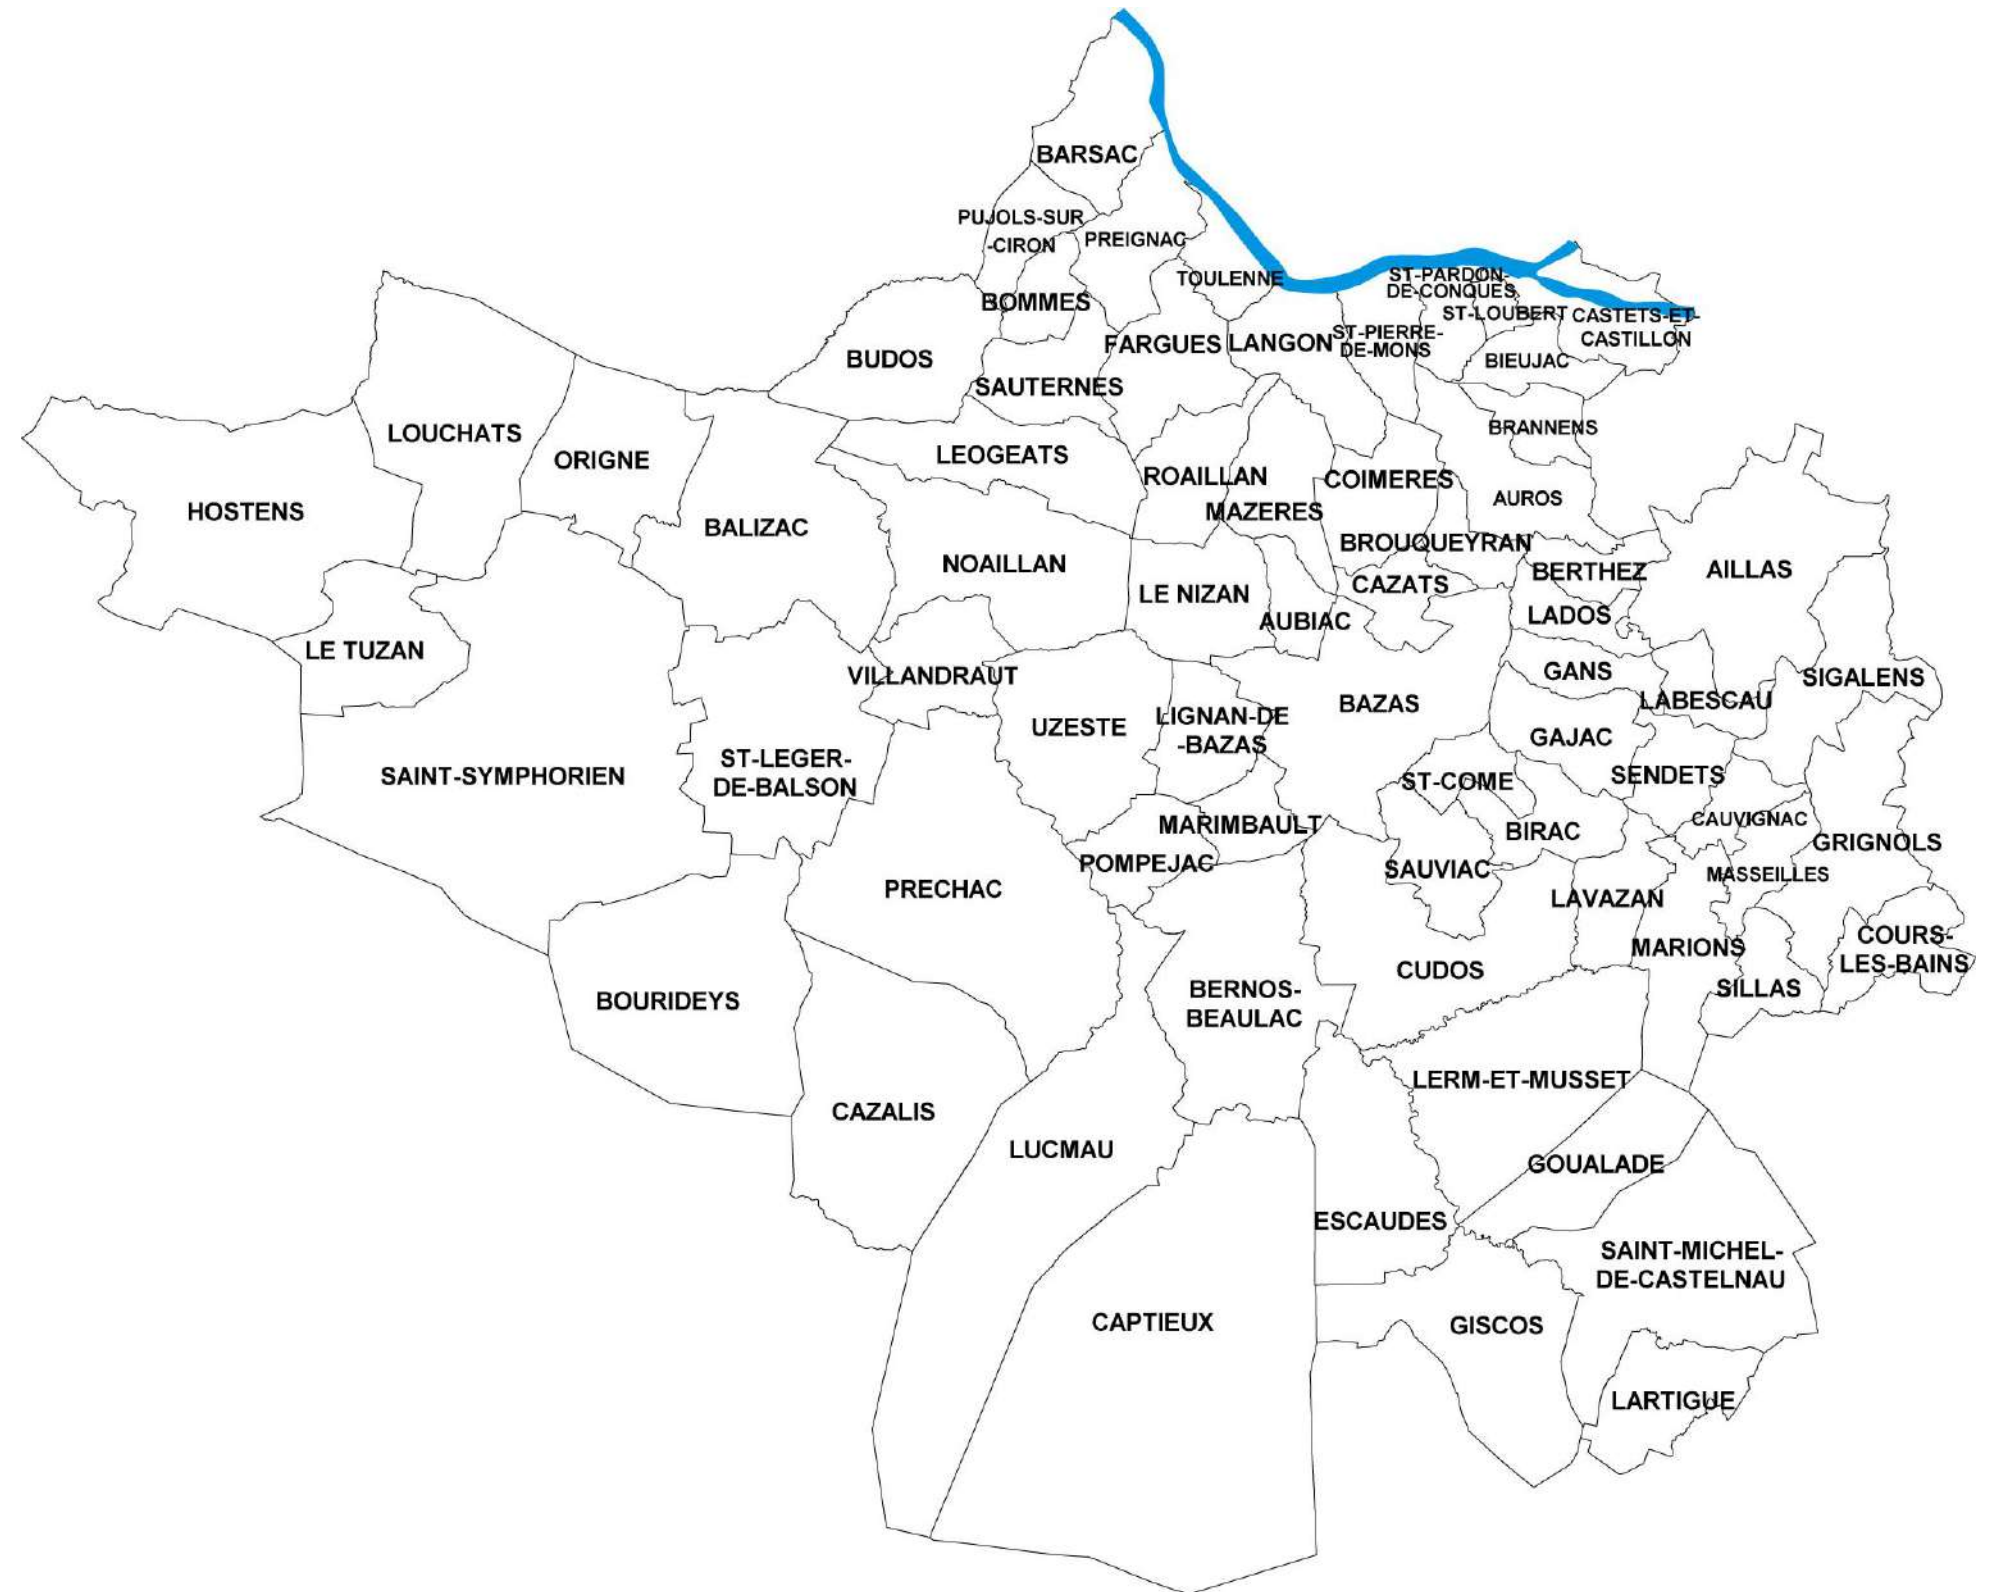 BARSAC
PUJOLS-SUR
-CIRON
PREIGNAC
TOULENNE
ST-PARDON-
DE-CONQUES
BOMMES
ST-LOUBERT
CASTETS-ET-
CASTILLON
BUDOS
FARGUES
LANGON
ST-PIERRE-
DE-MONS
BIEUJAC
SAUTERNES
LOUCHATS
ORIGNE
LEOGEATS
BRANNENS
ROAILLAN
COIMERES
HOSTENS
BALIZAC
MAZERES
AUROS
NOAILLAN
BROUQUEYRAN
BERTHEZ
AILLAS
LE NIZAN
CAZATS
AUBIAC
LADOS
LE TUZAN
VILLANDRAUT
GANS
SIGALENS
UZESTE
LIGNAN-DE
-BAZAS
BAZAS
LABESCAU
GAJAC
SAINT-SYMPHORIEN
ST-LEGER-
DE-BALSON
ST-COME
SENDETS
MARIMBAULT
BIRAC
CAUVIGNAC
GRIGNOLS
POMPEJAC
PRECHAC
SAUVIAC
MASSEILLES
LAVAZAN
MARIONS
COURS-
LES-BAINS
CUDOS
SILLAS
BOURIDEYS
BERNOS-
BEAULAC
CAZALIS
LERM-ET-MUSSET
LUCMAU
GOUALADE
ESCAUDES
SAINT-MICHEL-
DE-CASTELNAU
CAPTIEUX
GISCOS
LARTIGUE